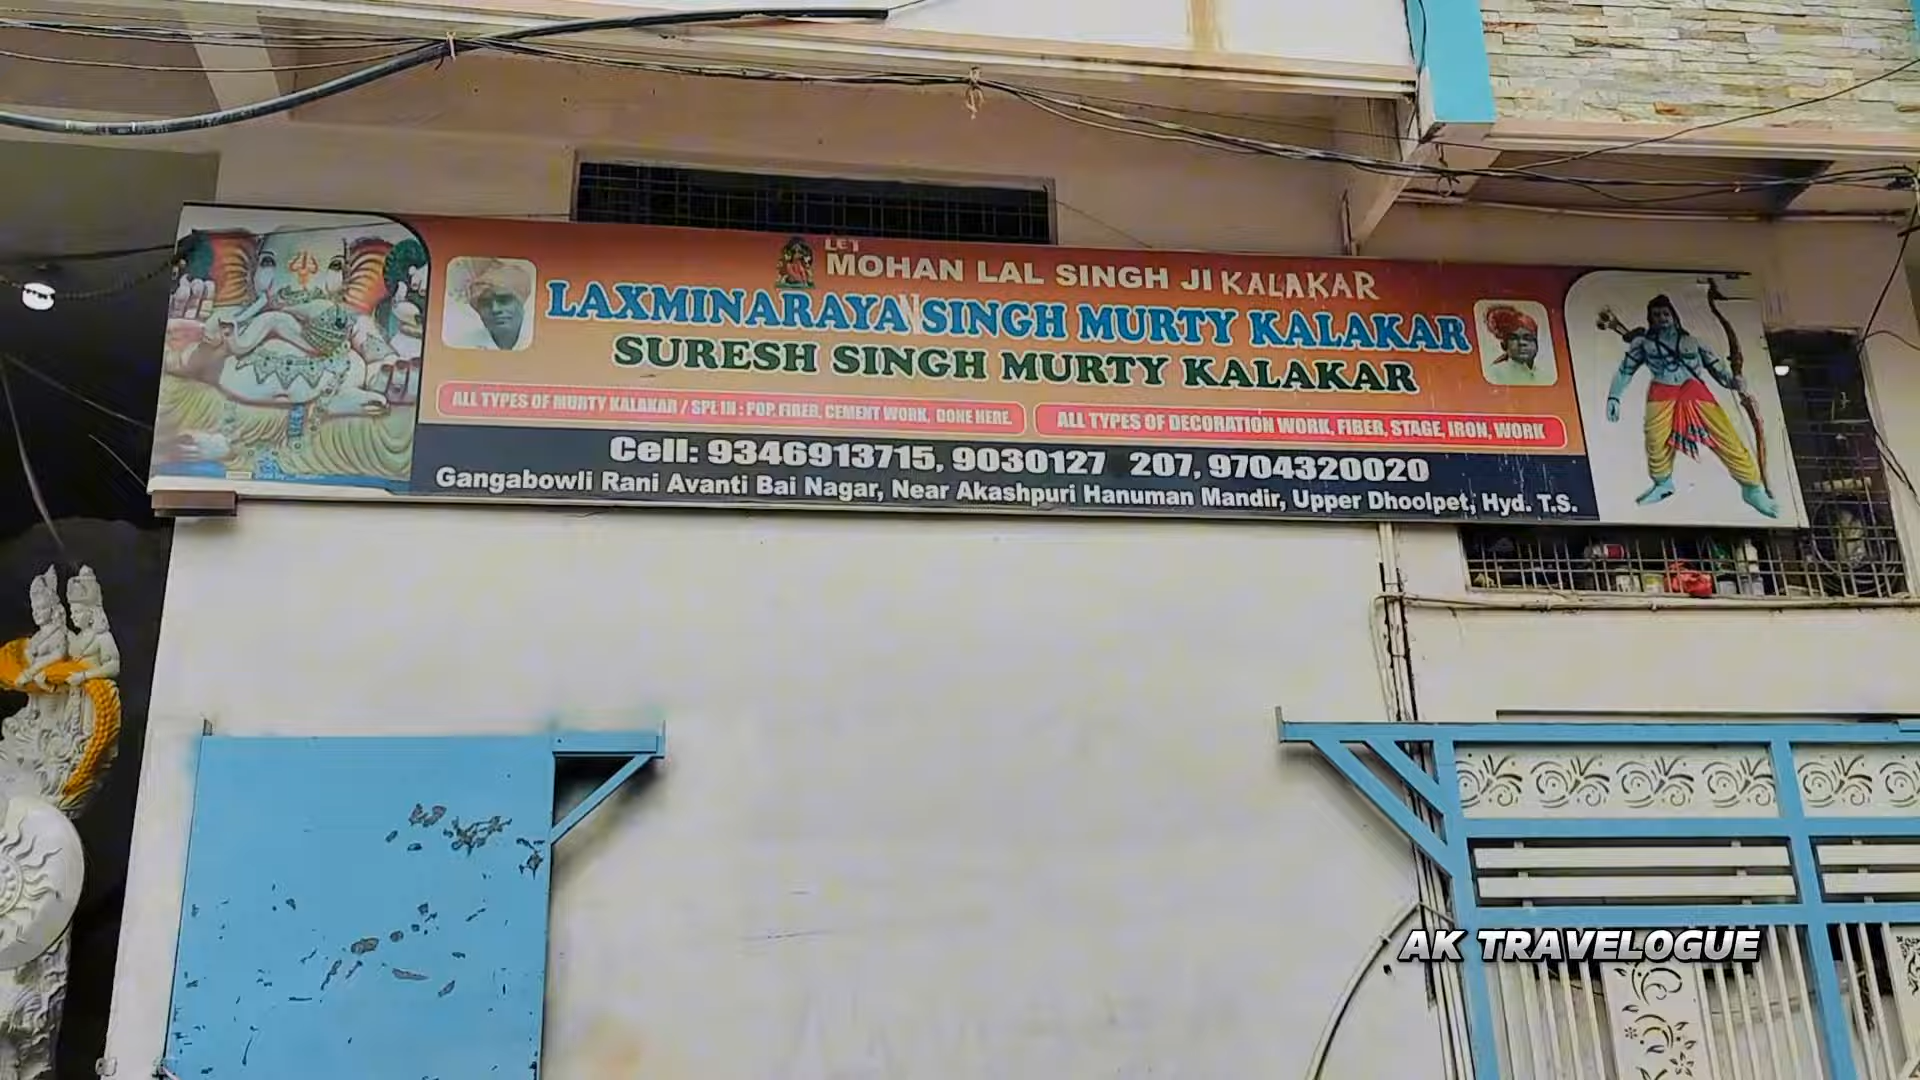 LET
MOHAN LAL SINGH JI KALAKAR
LAXMINARAYAN SINGH MURTY KALAKAR
SURESH SINGH MURTY KALAKAR
ALL TYPES OF MURTY KALAKAR / SPL IN : POP, FIBER, CEMENT WORK, DONE HERE.
ALL TYPES OF DECORATION WORK, FIBER, STAGE, IRON, WORK
Cell: 9346913715, 9030127 207, 9704320020
Gangabowli Rani Avanti Bai Nagar, Near Akashpuri Hanuman Mandir, Upper Dhoolpet, Hyd. T.S.
AK TRAVELOGUE